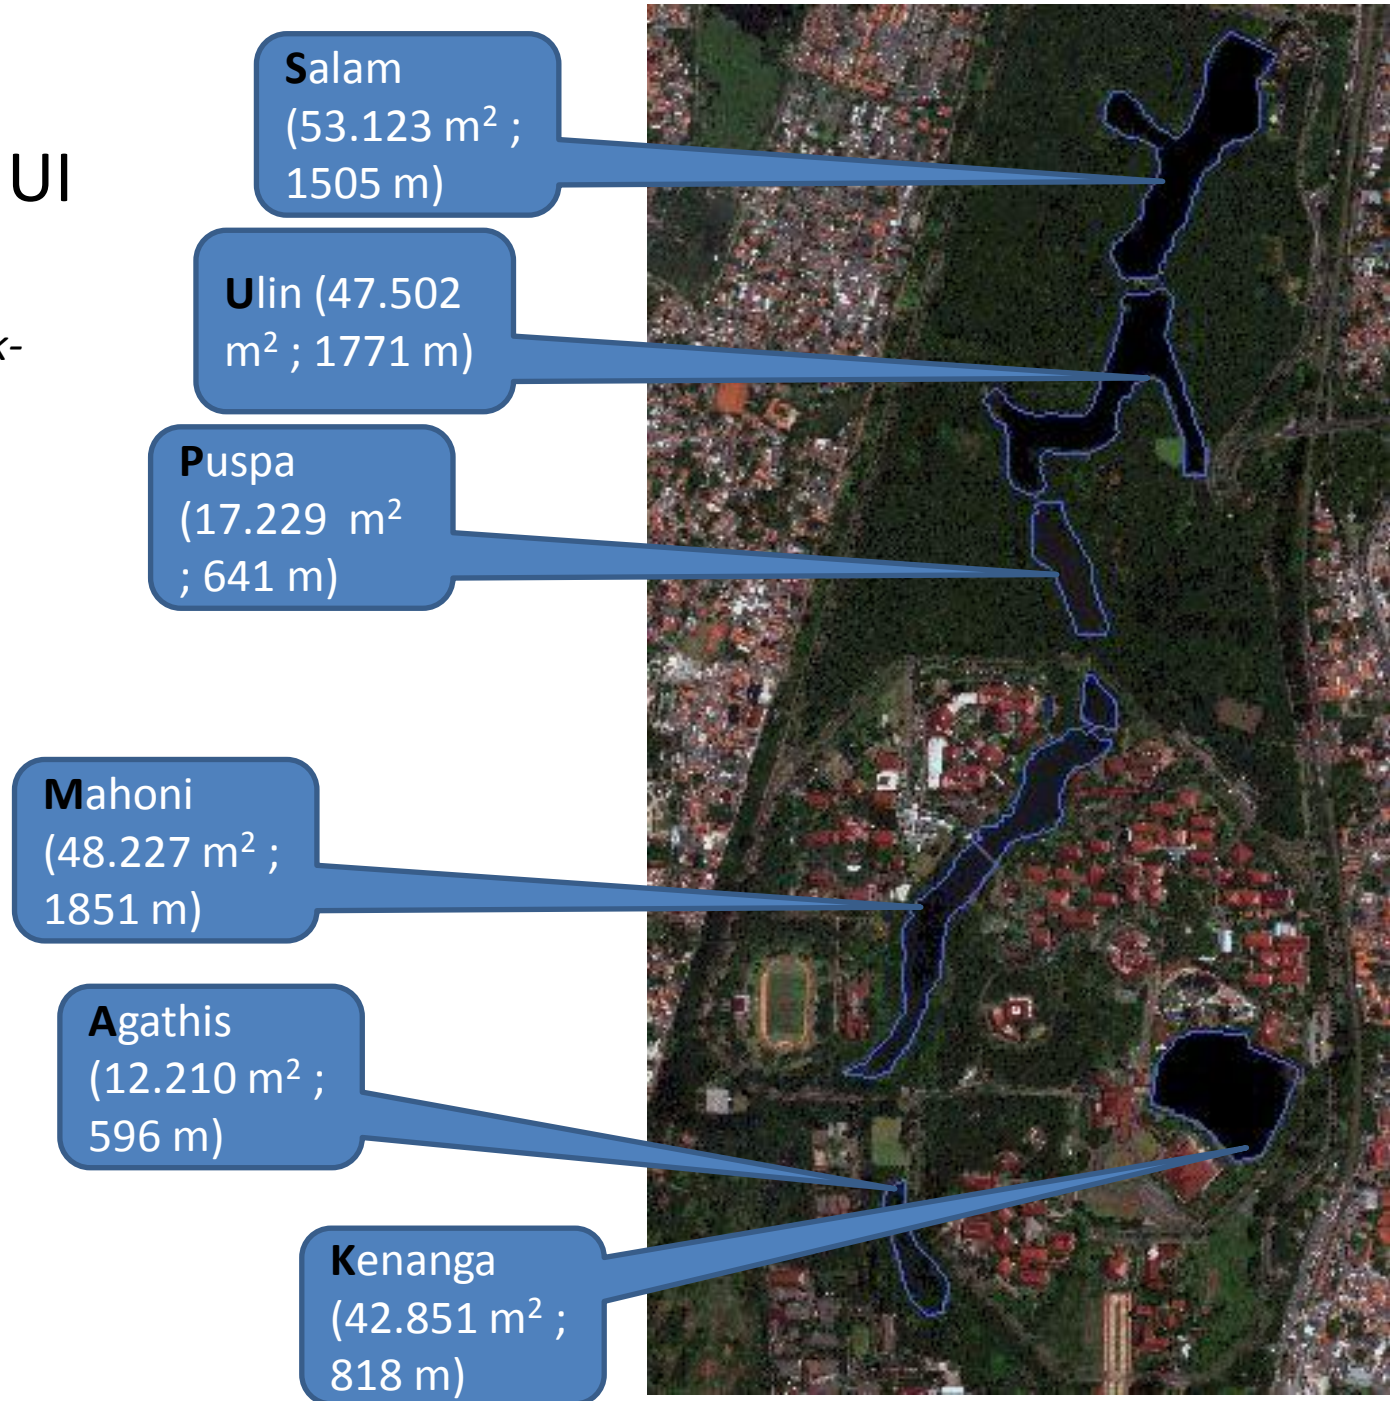 UI
k-
Salam
(53.123 m² ;
1505 m)
Ulin (47.502
m² ; 1771 m)
Puspa
(17.229 m²
; 641 m)
Mahoni
(48.227 m² ;
1851 m)
Agathis
(12.210 m² ;
596 m)
Kenanga
(42.851 m² ;
818 m)